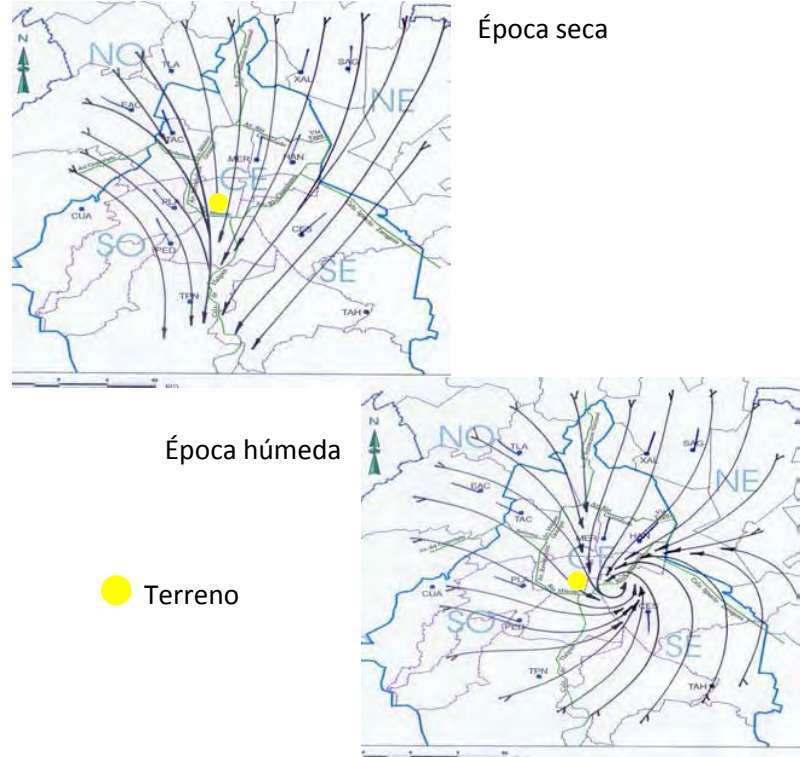 Época seca
N
NO
TLA
XAL
SAG
NE
EAC
TAC
MER
HAN
CE
PLA
CUA
SO
PED
CES
SE
TPN
TAH
Época húmeda
N
NO
TLA
XAL
SAG
NE
EAC
TAC
MER
HAN
CE
PLA
CUA
SO
PED
CES
SE
TPN
TAH
Terreno